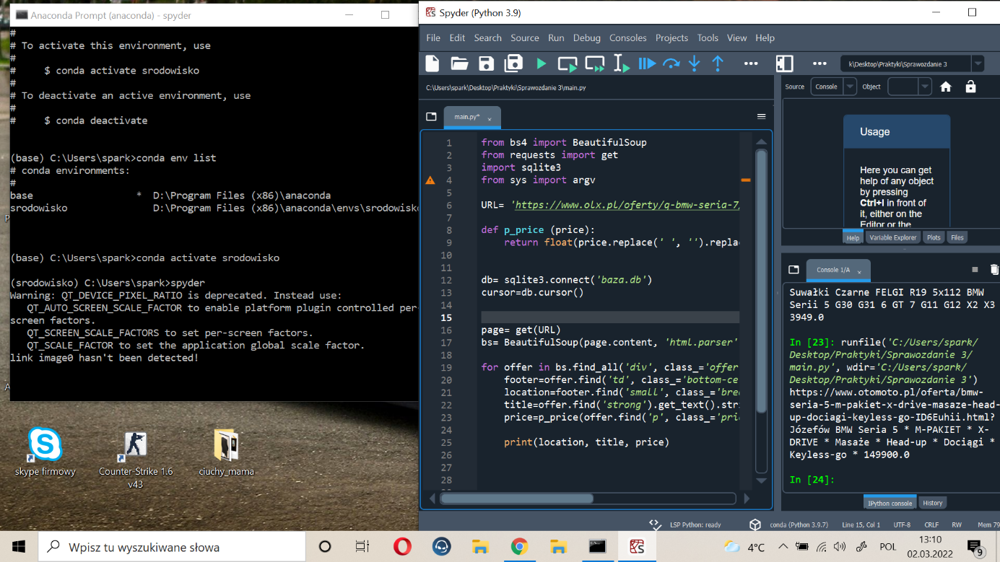 Anaconda Prompt (anaconda) - spyder
#
# To activate this environment, use
#
#     $ conda activate srodowisko
#
# To deactivate an active environment, use
#
#     $ conda deactivate
(base) C:\Users\spark>conda env list
# conda environments:
#
base                  *  D:\Program Files (x86)\anaconda
srodowisko               D:\Program Files (x86)\anaconda\envs\srodowisko
(base) C:\Users\spark>conda activate srodowisko
(srodowisko) C:\Users\spark>spyder
Warning: QT_DEVICE_PIXEL_RATIO is deprecated. Instead use:
   QT_AUTO_SCREEN_SCALE_FACTOR to enable platform plugin controlled per-
screen factors.
   QT_SCREEN_SCALE_FACTORS to set per-screen factors.
   QT_SCALE_FACTOR to set the application global scale factor.
link image0 hasn't been detected!
skype firmowy
Counter-Strike 1.6
v43
ciuchy_mama
Spyder (Python 3.9)
File Edit Search Source Run Debug Consoles Projects Tools View Help
k\Desktop\Praktyki\Sprawozdanie 3
C:\Users\spark\Desktop\Praktyki\Sprawozdanie 3\main.py
main.py*
1 from bs4 import BeautifulSoup
2 from requests import get
3 import sqlite3
4 from sys import argv
5
6 URL= 'https://www.olx.pl/oferty/q-bmw-seria-7/
7
8 def p_price (price):
9     return float(price.replace(' ', '').repla
10
11
12 db= sqlite3.connect('baza.db')
13 cursor=db.cursor()
14
15
16 page= get(URL)
17 bs= BeautifulSoup(page.content, 'html.parser'
18
19 for offer in bs.find_all('div', class_='offer
20     footer=offer.find('td', class_='bottom-ce
21     location=footer.find('small', class_='bre
22     title=offer.find('strong').get_text().str
23     price=p_price(offer.find('p', class_='pri
24
25     print(location, title, price)
26
27
28
Source Console Object
Usage
Here you can get
help of any object
by pressing
Ctrl+I in front of
it, either on the
Editor or the
Help Variable Explorer Plots Files
Console 1/A
Suwałki Czarne FELGI R19 5x112 BMW
Serii 5 G30 G31 6 GT 7 G11 G12 X2 X3
3949.0
In [23]: runfile('C:/Users/spark/
Desktop/Praktyki/Sprawozdanie 3/
main.py', wdir='C:/Users/spark/
Desktop/Praktyki/Sprawozdanie 3')
https://www.otomoto.pl/oferta/bmw-
seria-5-m-pakiet-x-drive-masaze-head-
up-dociagi-keyless-go-ID6Euhii.html?
Józefów BMW Seria 5 * M-PAKIET * X-
DRIVE * Masaże * Head-up * Dociągi *
Keyless-go * 149900.0
In [24]:
IPython console History
LSP Python: ready conda (Python 3.9.7) Line 15, Col 1 UTF-8 CRLF RW Mem 79
Wpisz tu wyszukiwane słowa
4°C POL 13:10
02.03.2022
9